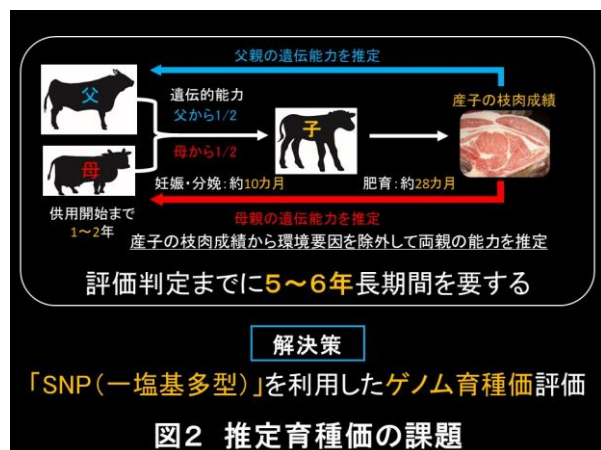 父親の遺伝能力を推定
父
遺伝的能力
父から1/2
母から1/2
母
子
産子の枝肉成績
妊娠・分娩：約10カ月
肥育：約28カ月
供用開始まで
1～2年
母親の遺伝能力を推定
産子の枝肉成績から環境要因を除外して両親の能力を推定
評価判定までに５～６年長期間を要する
解決策
「SNP（一塩基多型）」を利用したゲノム育種価評価
図２ 推定育種価の課題